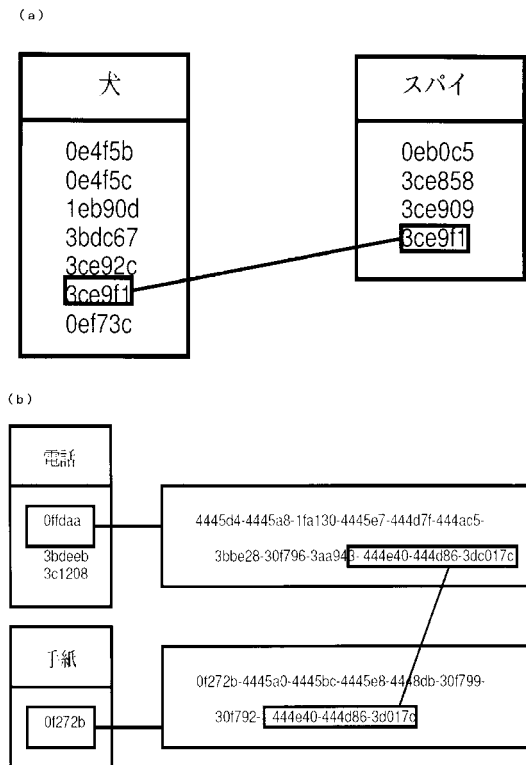 (a)
犬
0e4f5b
0e4f5c
1eb90d
3bdc67
3ce92c
3ce9f1
0ef73c
スパイ
0eb0c5
3ce858
3ce909
3ce9f1
(b)
電話
0ffdaa
3bdeeb
3c1208
4445d4-4445a8-1fa130-4445e7-444d7f-444ac5-
3bbe28-30f796-3aa943-444e40-444d86-3dc017c
手紙
0f272b
0f272b-4445a0-4445bc-4445e8-4448db-30f799-
30f792-444e40-444d86-3d017c